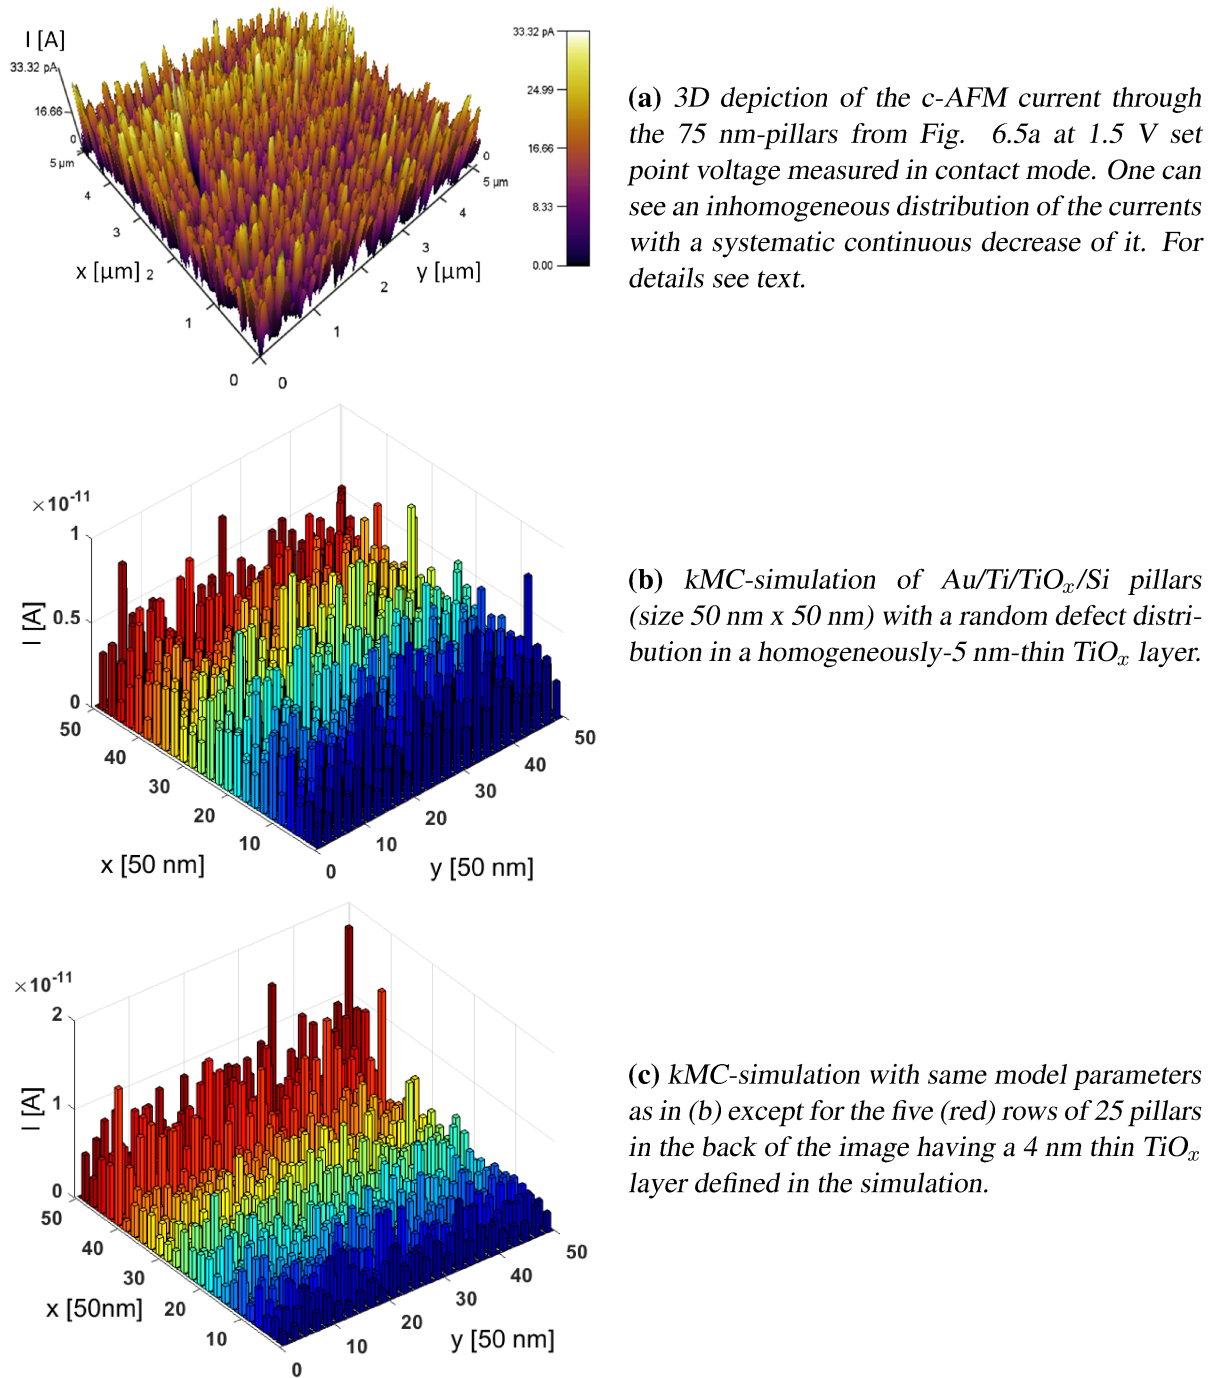 I [A]
33.32 pA
16.66
0
5 µm
4
3
x [µm] 2
1
0
0
1
2
y [µm]
3
4
5 µm
0
33.32 pA
24.99
16.66
8.33
0.00
(a) 3D depiction of the c-AFM current through
the 75 nm-pillars from Fig. 6.5a at 1.5 V set
point voltage measured in contact mode. One can
see an inhomogeneous distribution of the currents
with a systematic continuous decrease of it. For
details see text.
×10⁻¹¹
1
0.5
0
I [A]
50
40
30
20
10
x [50 nm]
0
10
20
30
40
50
y [50 nm]
(b) kMC-simulation of Au/Ti/TiOₓ/Si pillars
(size 50 nm x 50 nm) with a random defect distri-
bution in a homogeneously-5 nm-thin TiOₓ layer.
×10⁻¹¹
2
1
0
I [A]
50
40
30
20
10
x [50nm]
0
10
20
30
40
50
y [50 nm]
(c) kMC-simulation with same model parameters
as in (b) except for the five (red) rows of 25 pillars
in the back of the image having a 4 nm thin TiOₓ
layer defined in the simulation.